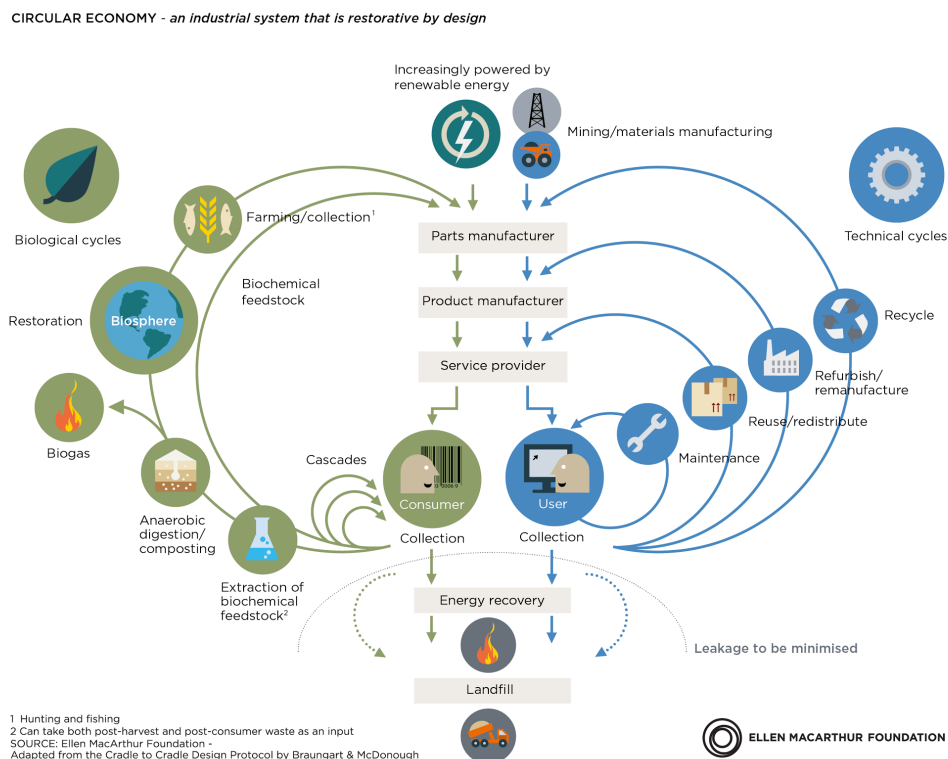 CIRCULAR ECONOMY - an industrial system that is restorative by design
Increasingly powered by
renewable energy
Mining/materials manufacturing
Biological cycles
Technical cycles
Farming/collection1
Parts manufacturer
Biochemical
feedstock
Product manufacturer
Restoration
Biosphere
Recycle
Service provider
Refurbish/
remanufacture
Reuse/redistribute
Biogas
Maintenance
Cascades
Consumer
User
Collection
Collection
Anaerobic
digestion/
composting
Extraction of
biochemical
feedstock2
Energy recovery
Leakage to be minimised
Landfill
1 Hunting and fishing
2 Can take both post-harvest and post-consumer waste as an input
SOURCE: Ellen MacArthur Foundation -
Adapted from the Cradle to Cradle Design Protocol by Braungart & McDonough
ELLEN MACARTHUR FOUNDATION